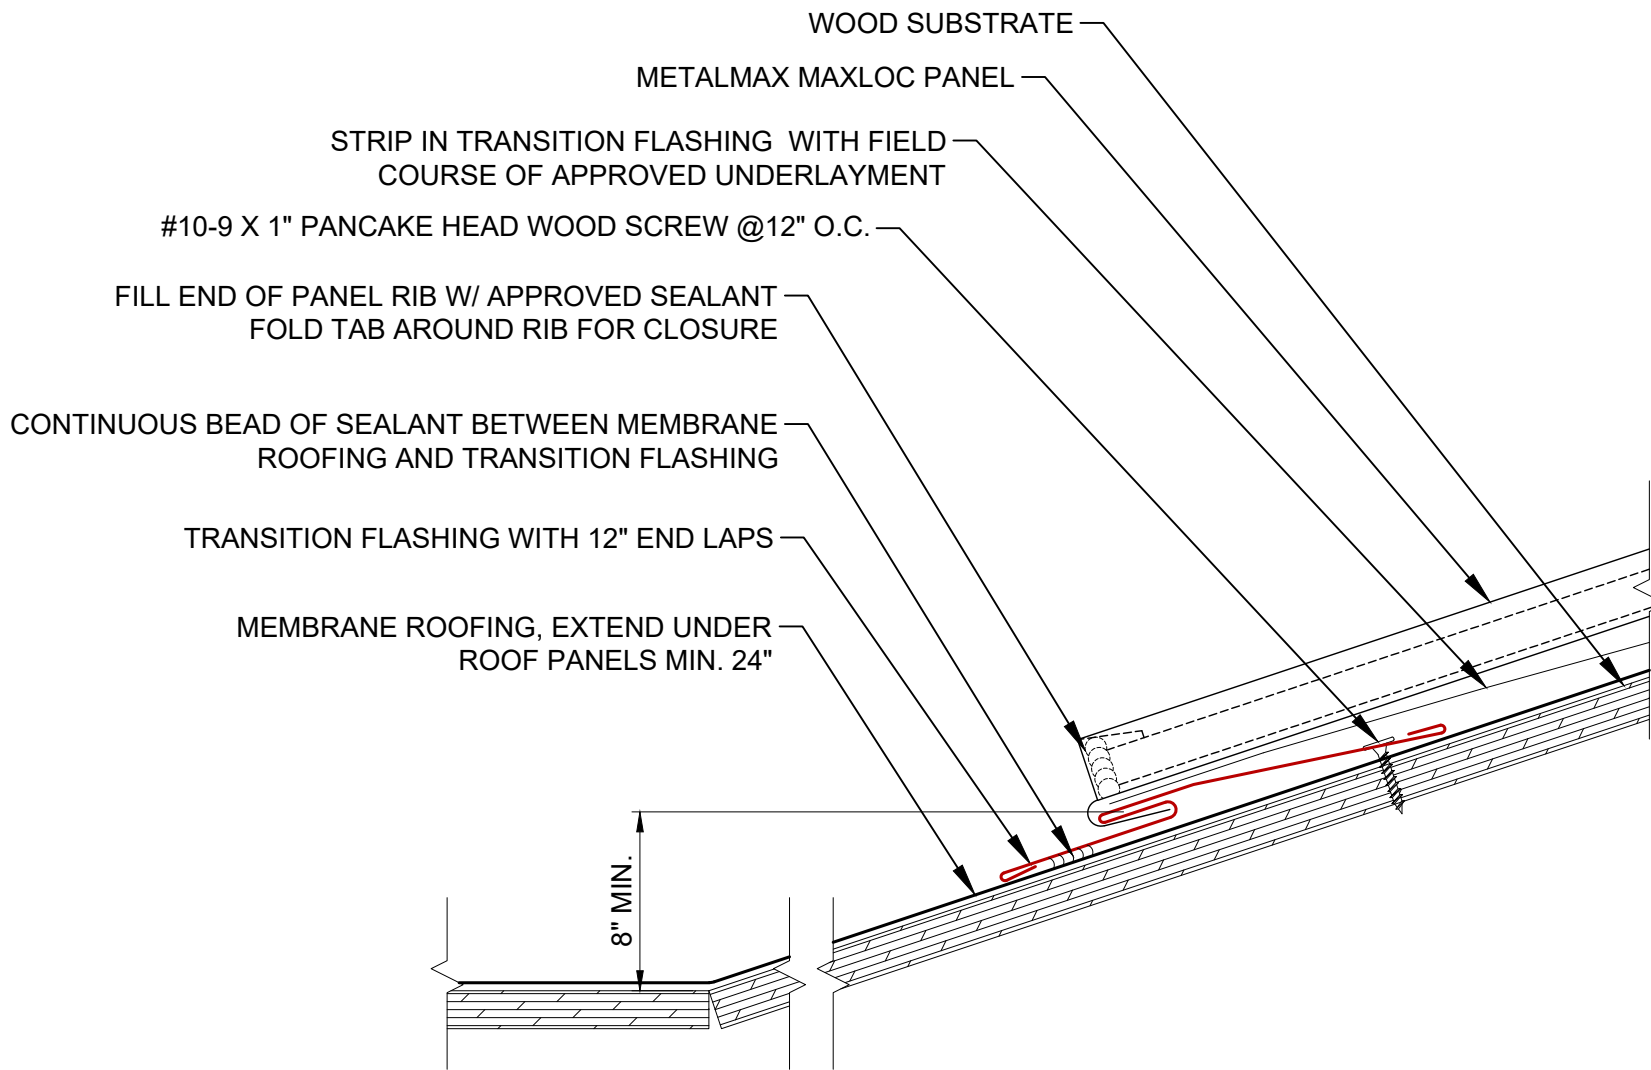 WOOD SUBSTRATE
METALMAX MAXLOC PANEL
STRIP IN TRANSITION FLASHING WITH FIELD
COURSE OF APPROVED UNDERLAYMENT
#10-9 X 1" PANCAKE HEAD WOOD SCREW @12" O.C.
FILL END OF PANEL RIB W/ APPROVED SEALANT
FOLD TAB AROUND RIB FOR CLOSURE
CONTINUOUS BEAD OF SEALANT BETWEEN MEMBRANE
ROOFING AND TRANSITION FLASHING
TRANSITION FLASHING WITH 12" END LAPS
MEMBRANE ROOFING, EXTEND UNDER
ROOF PANELS MIN. 24"
8" MIN.